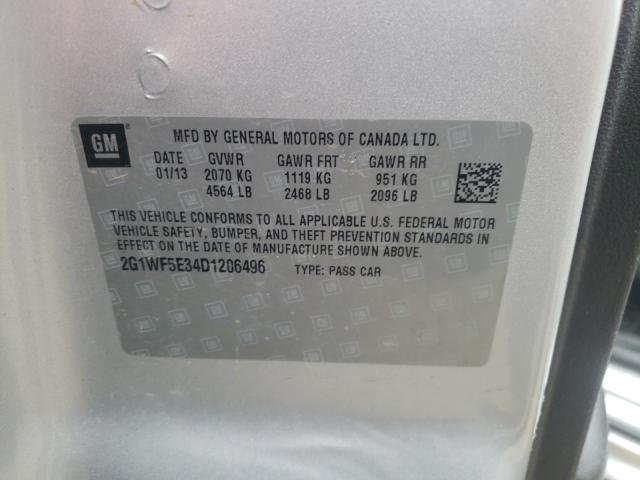 GM
MFD BY GENERAL MOTORS OF CANADA LTD.
DATE GVWR GAWR FRT GAWR RR
01/13 2070 KG 1119 KG 951 KG
4564 LB 2468 LB 2096 LB
THIS VEHICLE CONFORMS TO ALL APPLICABLE U.S. FEDERAL MOTOR
VEHICLE SAFETY, BUMPER, AND THEFT PREVENTION STANDARDS IN
EFFECT ON THE DATE OF MANUFACTURE SHOWN ABOVE.
2G1WF5E34D1206496 TYPE: PASS CAR